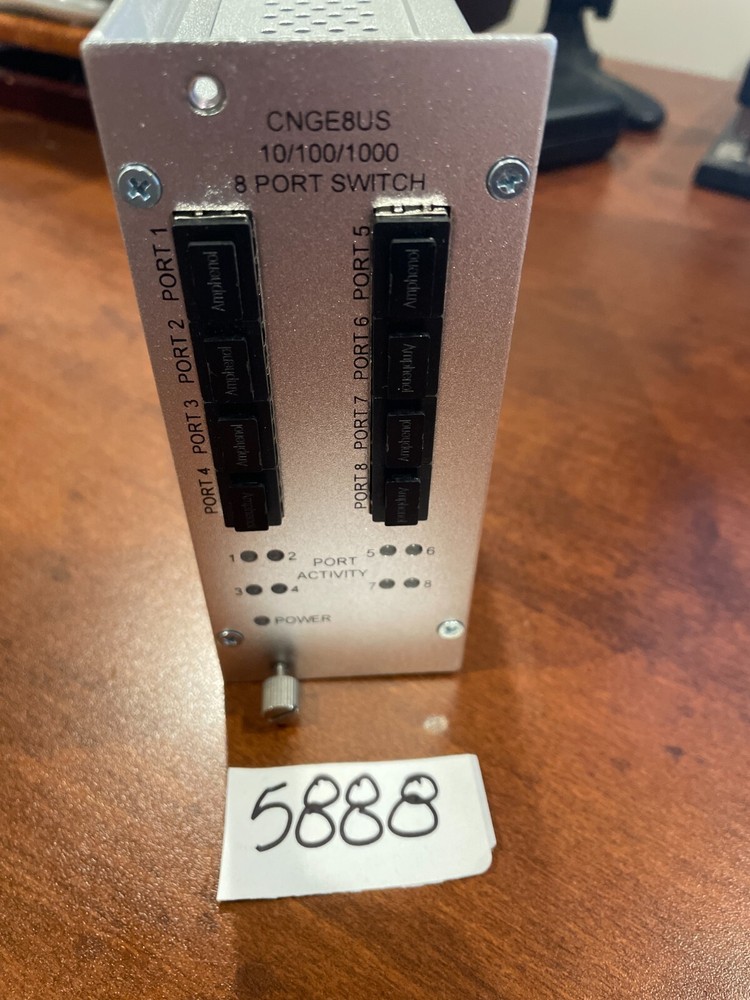 CNGE8US
10/100/1000
8 PORT SWITCH
PORT 1
Amphenol
PORT 2
Amphenol
PORT 3
Amphenol
PORT 4
Amphenol
PORT 5
Amphenol
PORT 6
Amphenol
PORT 7
Amphenol
PORT 8
Amphenol
1 2 PORT 5 6
3 4 ACTIVITY 7 8
POWER
5888